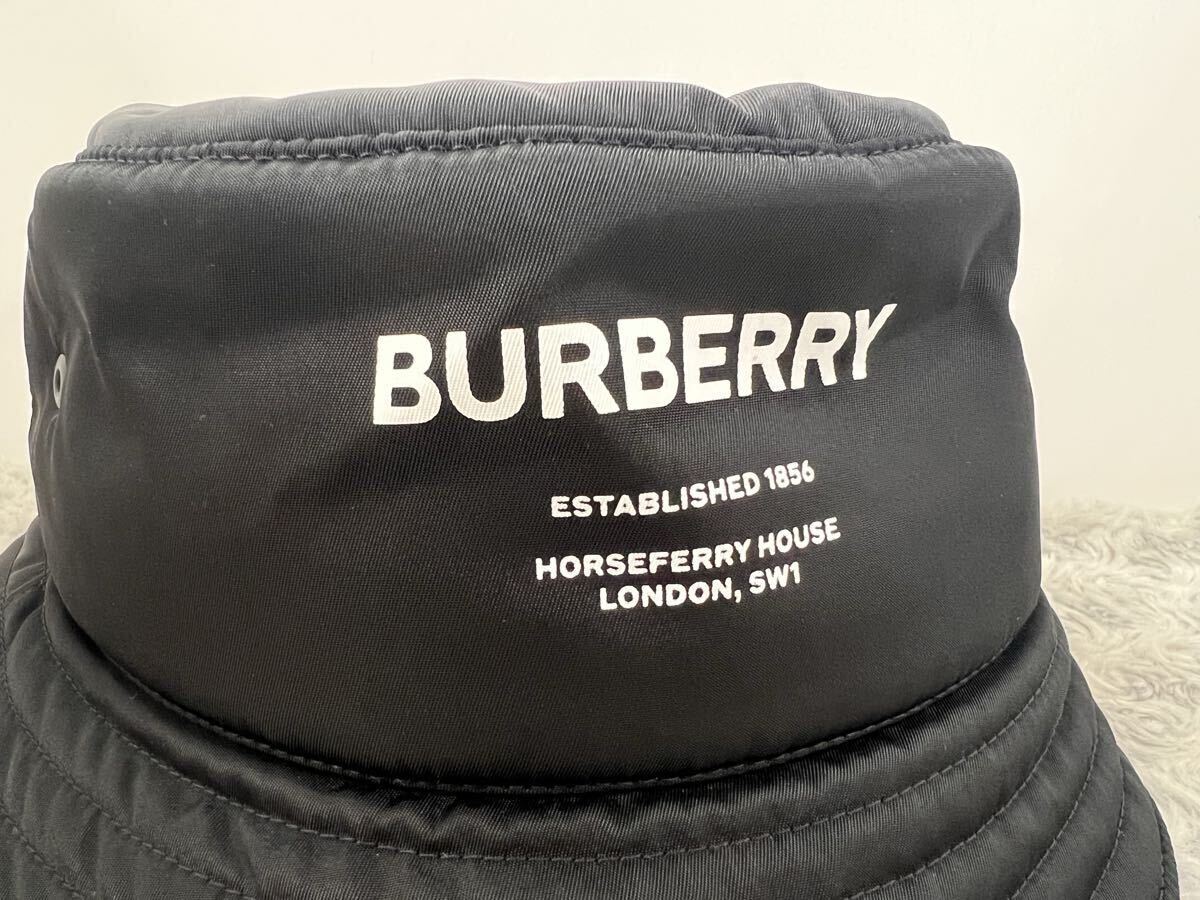 BURBERRY
ESTABLISHED 1856
HORSEFERRY HOUSE
LONDON, SW1